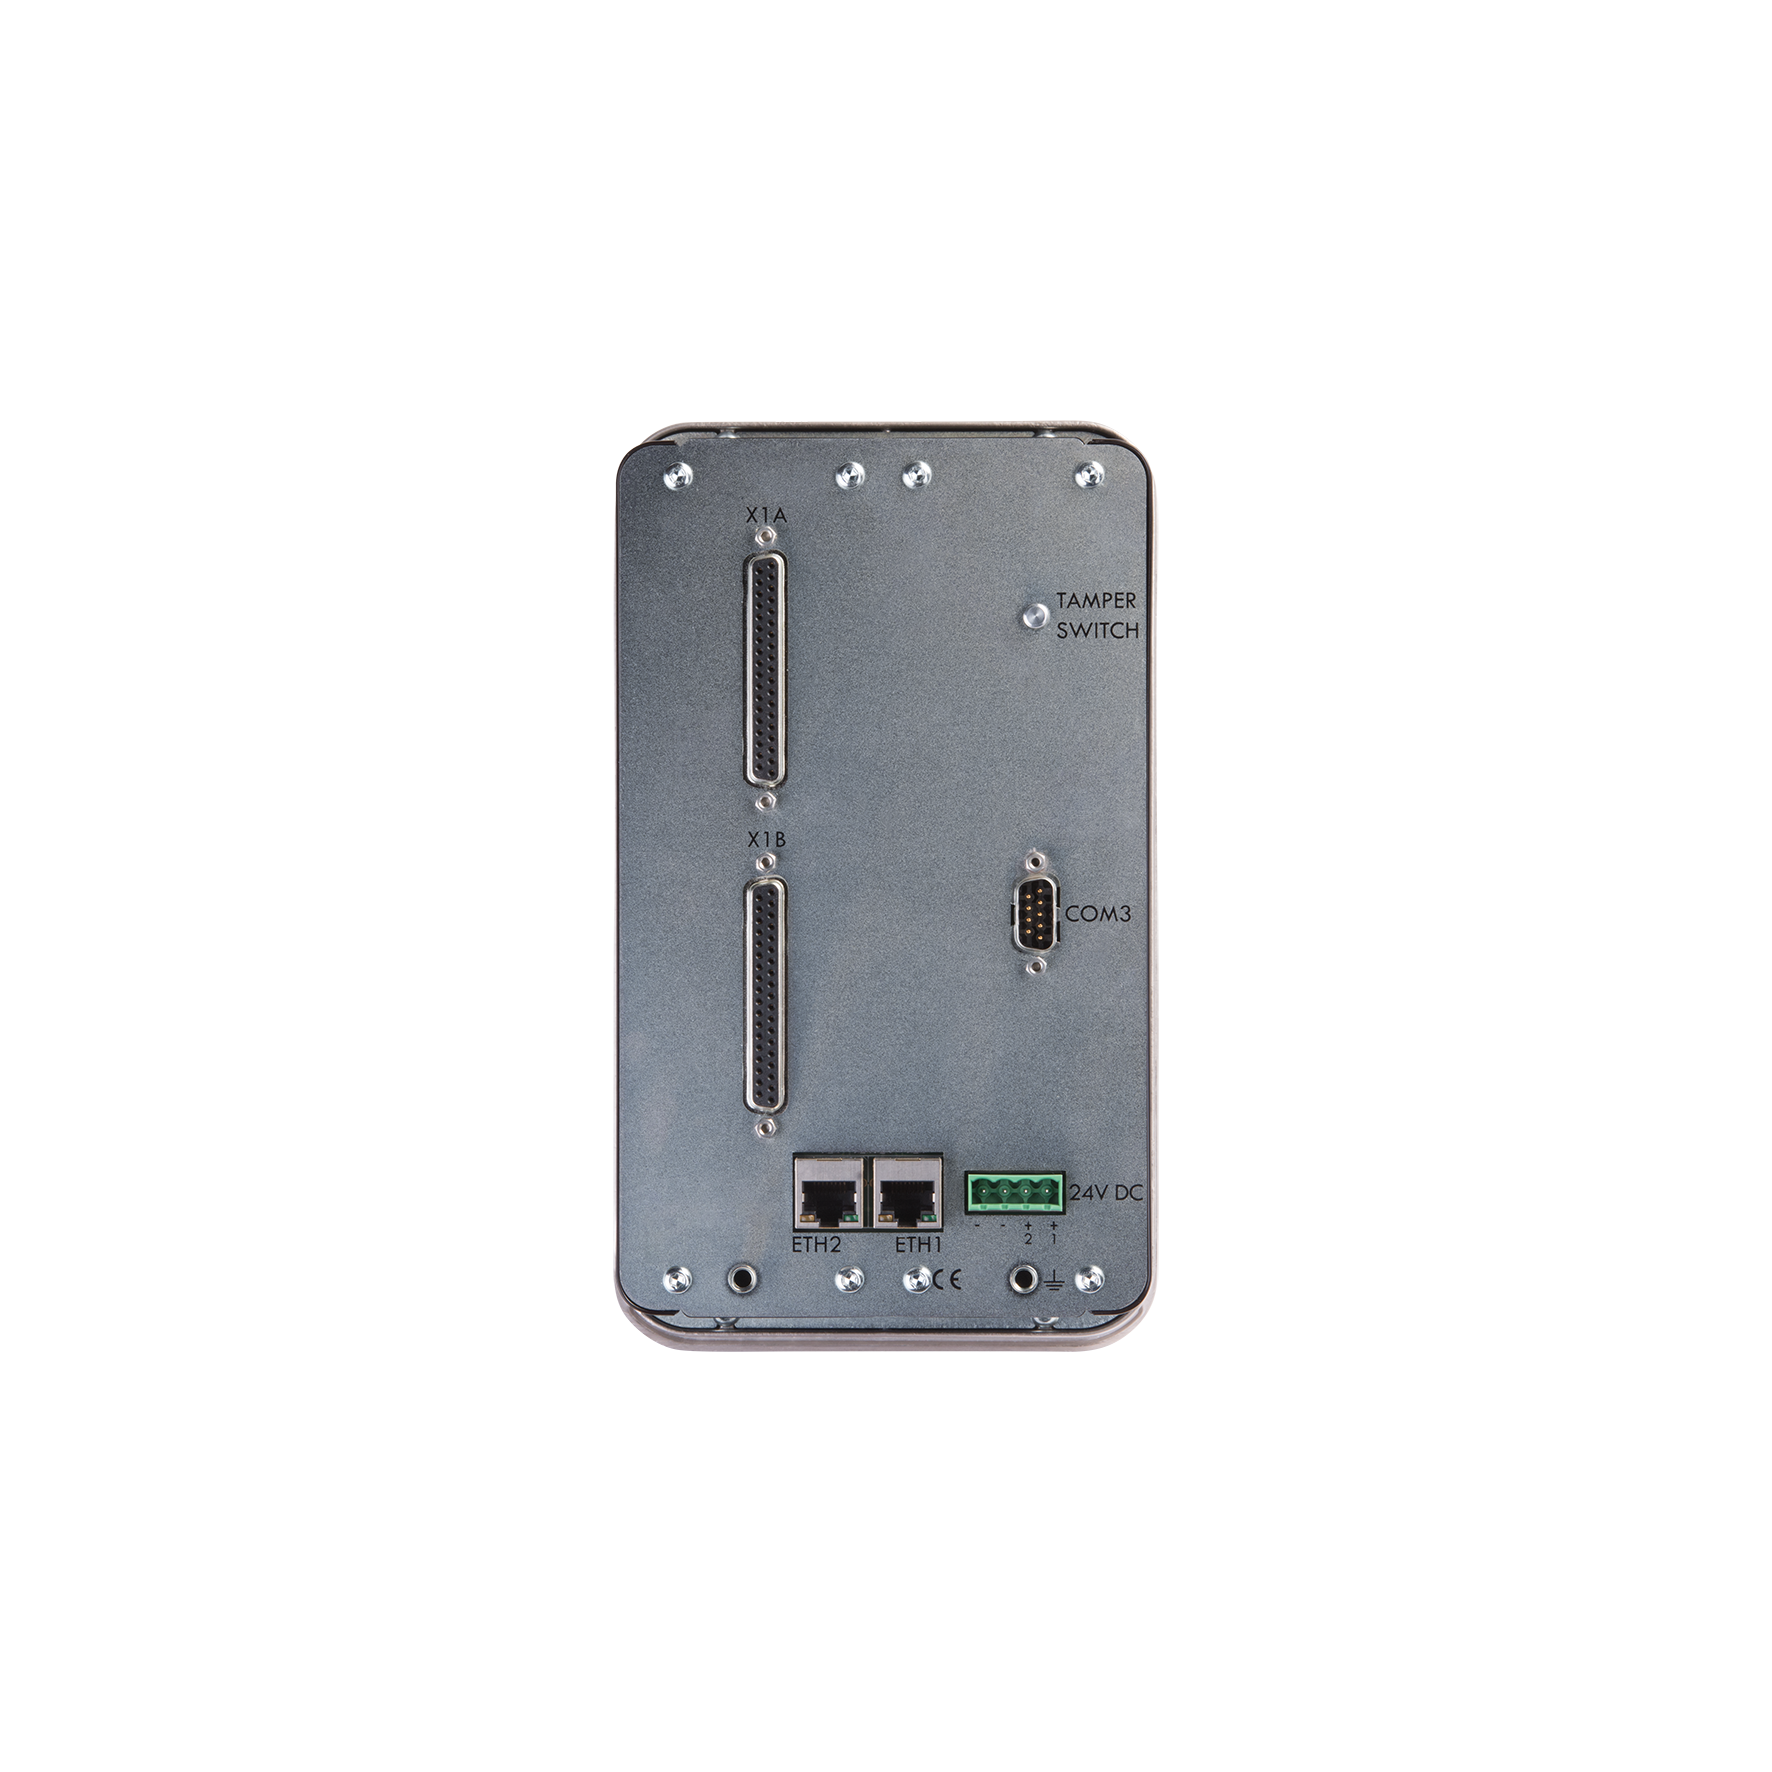 X1A
TAMPER
SWITCH
X1B
COM3
24V DC
- - + +
2 1
ETH2 ETH1
CE